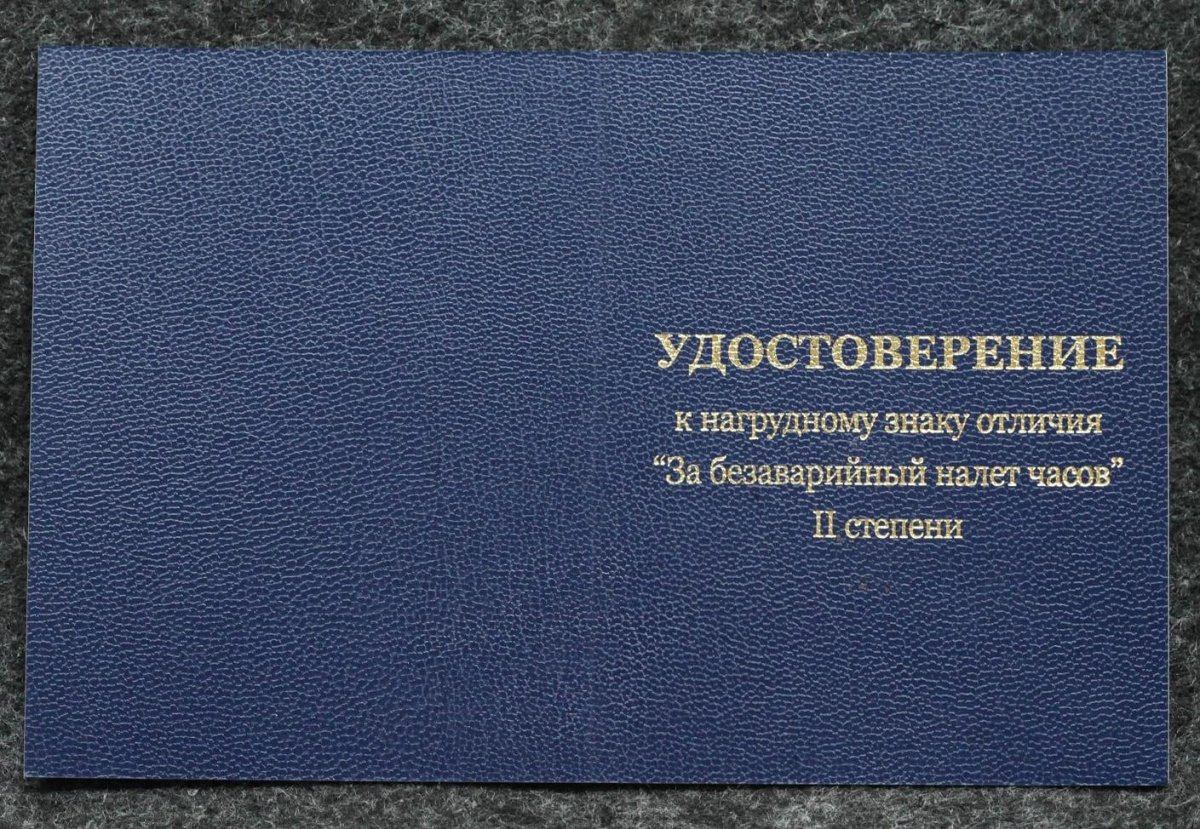 УДОСТОВЕРЕНИЕ
к нагрудному знаку отличия
“За безаварийный налет часов”
II степени